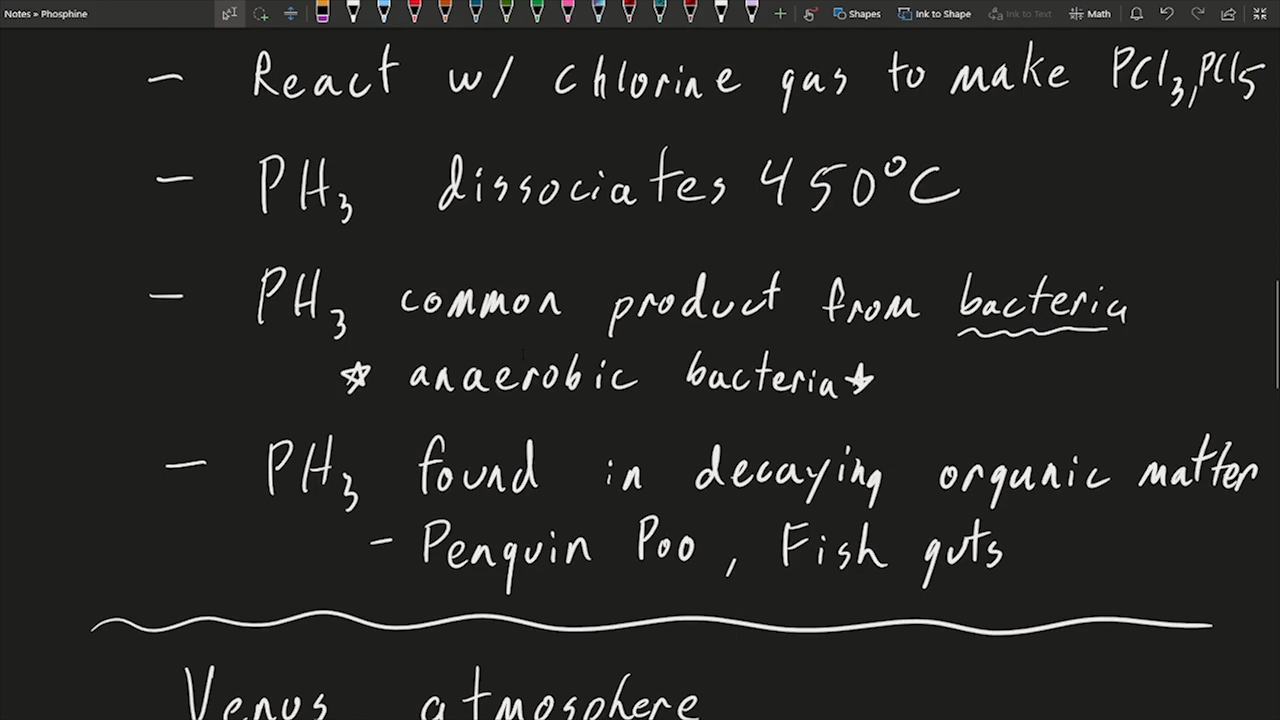 Notes » Phosphine
Shapes
Ink to Shape
Ink to Text
Math
- React w/ chlorine gas to make PCl3, PCl5
- PH3 dissociates 450°C
- PH3 common product from bacteria
☆ anaerobic bacteria ☆
- PH3 found in decaying organic matter
- Penguin Poo, Fish guts
Venus atmosphere